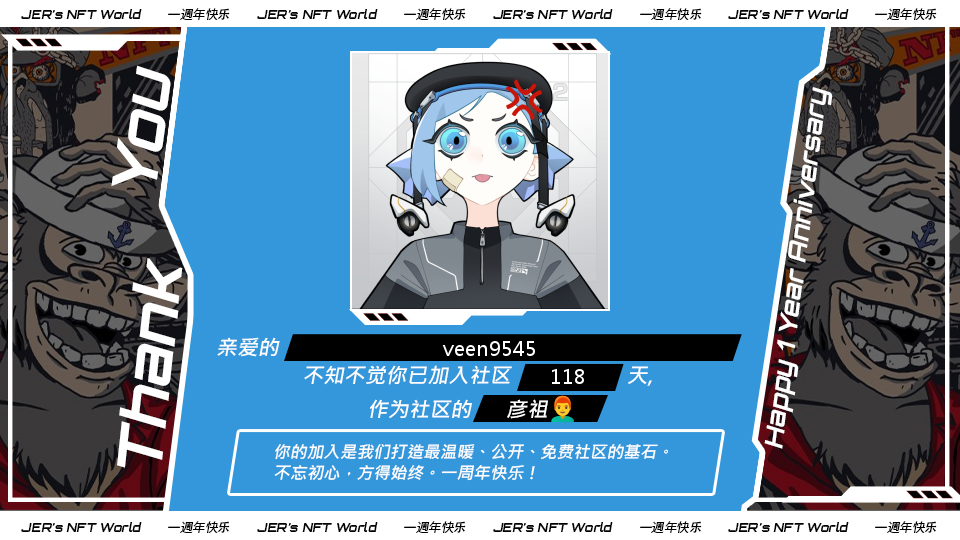 JER's NFT World 一週年快乐 JER's NFT World 一週年快乐 JER's NFT World 一週年快乐 JER's NFT World 一週年快乐
Thank You
亲爱的 veen9545
不知不觉你已加入社区 118 天,
作为社区的 彦祖👨‍🦰
你的加入是我们打造最温暖、公开、免费社区的基石。
不忘初心，方得始终。一周年快乐！
Happy 1 Year Anniversary
JER's NFT World 一週年快乐 JER's NFT World 一週年快乐 JER's NFT World 一週年快乐 JER's NFT World 一週年快乐